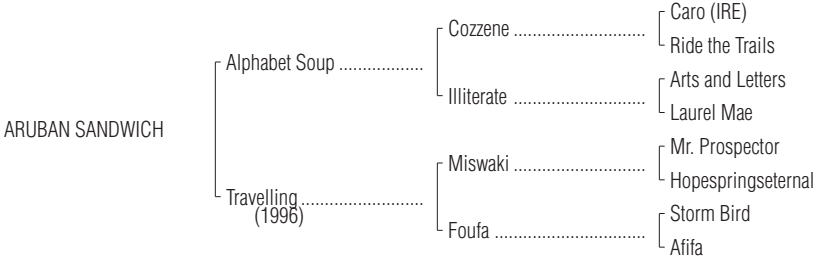 Caro (IRE)
Cozzene ............................
Ride the Trails
Alphabet Soup ..................
Arts and Letters
Illiterate ............................
Laurel Mae
ARUBAN SANDWICH
Mr. Prospector
Miswaki ............................
Hopespringseternal
Travelling ..........................
(1996)
Storm Bird
Foufa ................................
Afifa